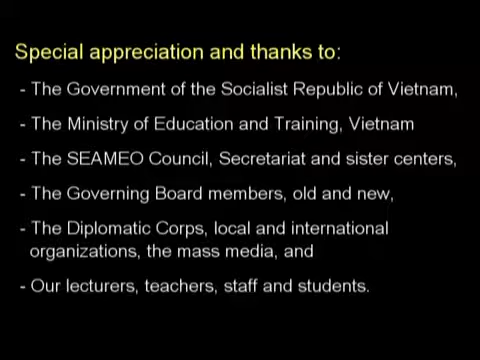 Special appreciation and thanks to:
- The Government of the Socialist Republic of Vietnam,
- The Ministry of Education and Training, Vietnam
- The SEAMEO Council, Secretariat and sister centers,
- The Governing Board members, old and new,
- The Diplomatic Corps, local and international
organizations, the mass media, and
- Our lecturers, teachers, staff and students.